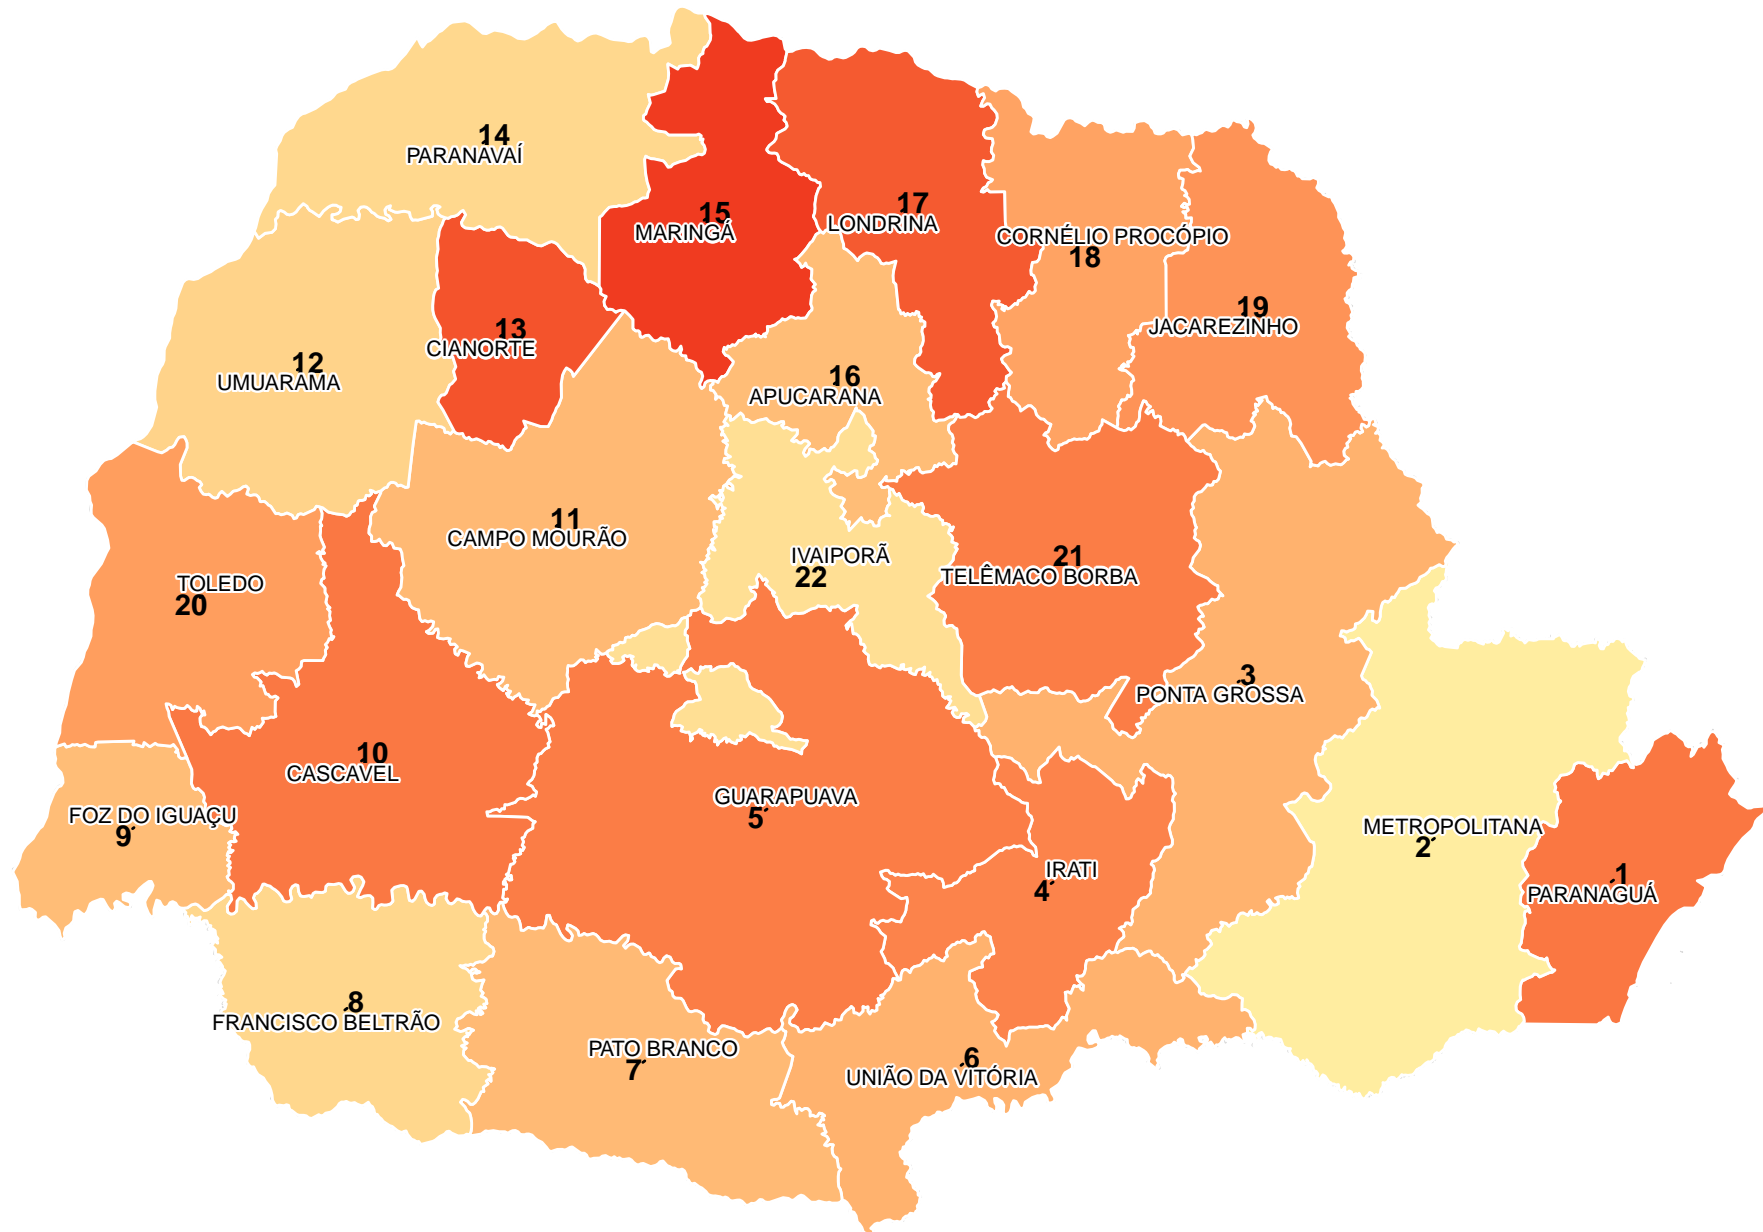 14
PARANAVAÍ
15
MARINGÁ
17
LONDRINA
CORNÉLIO PROCÓPIO
18
19
JACAREZINHO
13
CIANORTE
12
UMUARAMA
16
APUCARANA
11
CAMPO MOURÃO
IVAIPORÃ
22
21
TELÊMACO BORBA
TOLEDO
20
3
PONTA GROSSA
10
CASCAVEL
GUARAPUAVA
5
FOZ DO IGUAÇU
9
METROPOLITANA
2
IRATI
4
1
PARANAGUÁ
8
FRANCISCO BELTRÃO
PATO BRANCO
7
6
UNIÃO DA VITÓRIA